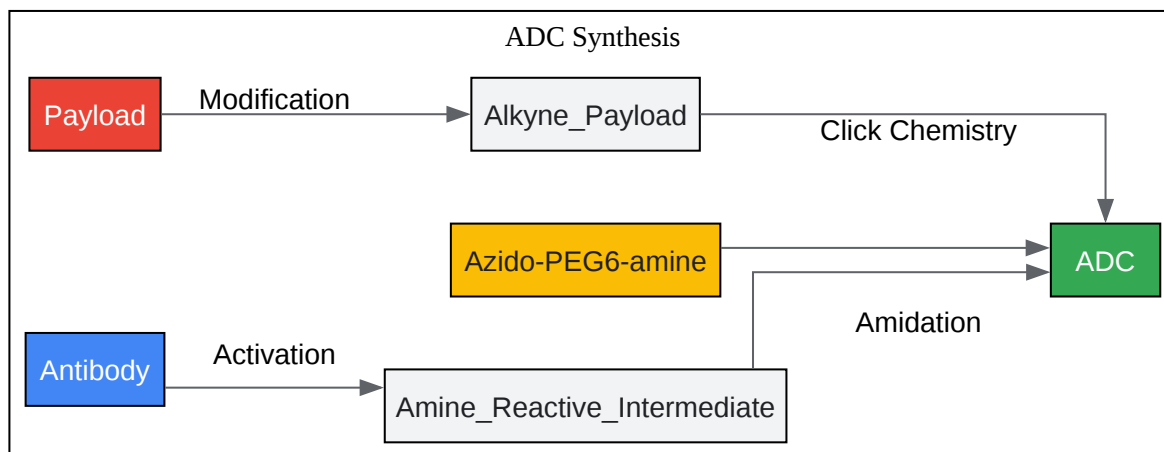 ADC Synthesis
Payload
Modification
Alkyne_Payload
Click Chemistry
Azido-PEG6-amine
ADC
Antibody
Activation
Amine_Reactive_Intermediate
Amidation